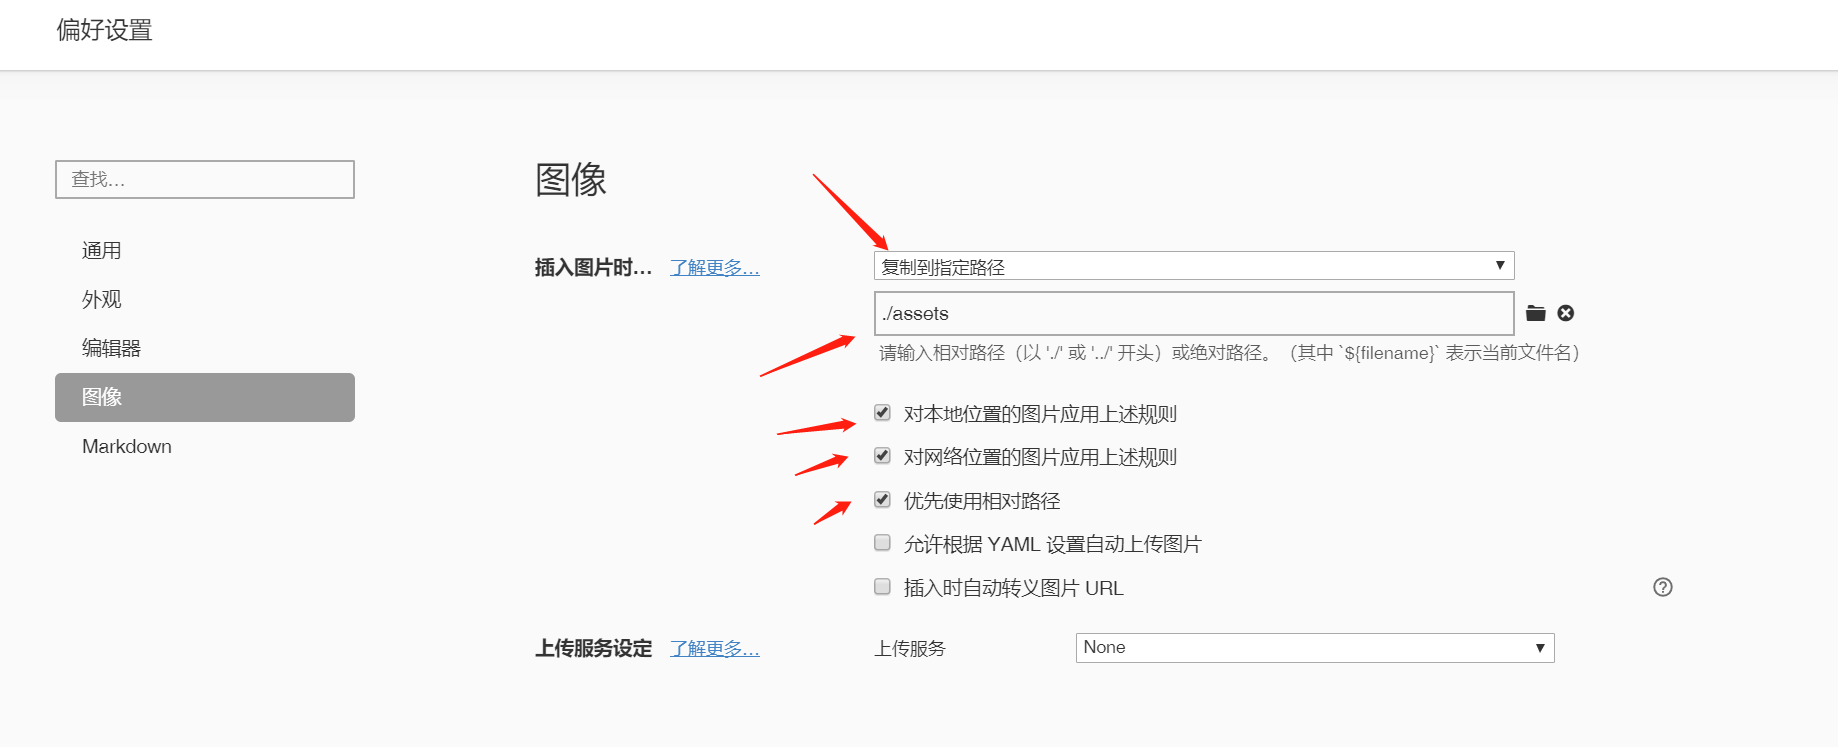 偏好设置
查找…
通用
外观
编辑器
图像
Markdown
图像
插入图片时… 了解更多… 复制到指定路径
./assets
请输入相对路径（以 './' 或 '../' 开头）或绝对路径。（其中 `${filename}` 表示当前文件名）
对本地位置的图片应用上述规则
对网络位置的图片应用上述规则
优先使用相对路径
允许根据 YAML 设置自动上传图片
插入时自动转义图片 URL
上传服务设定 了解更多… 上传服务 None